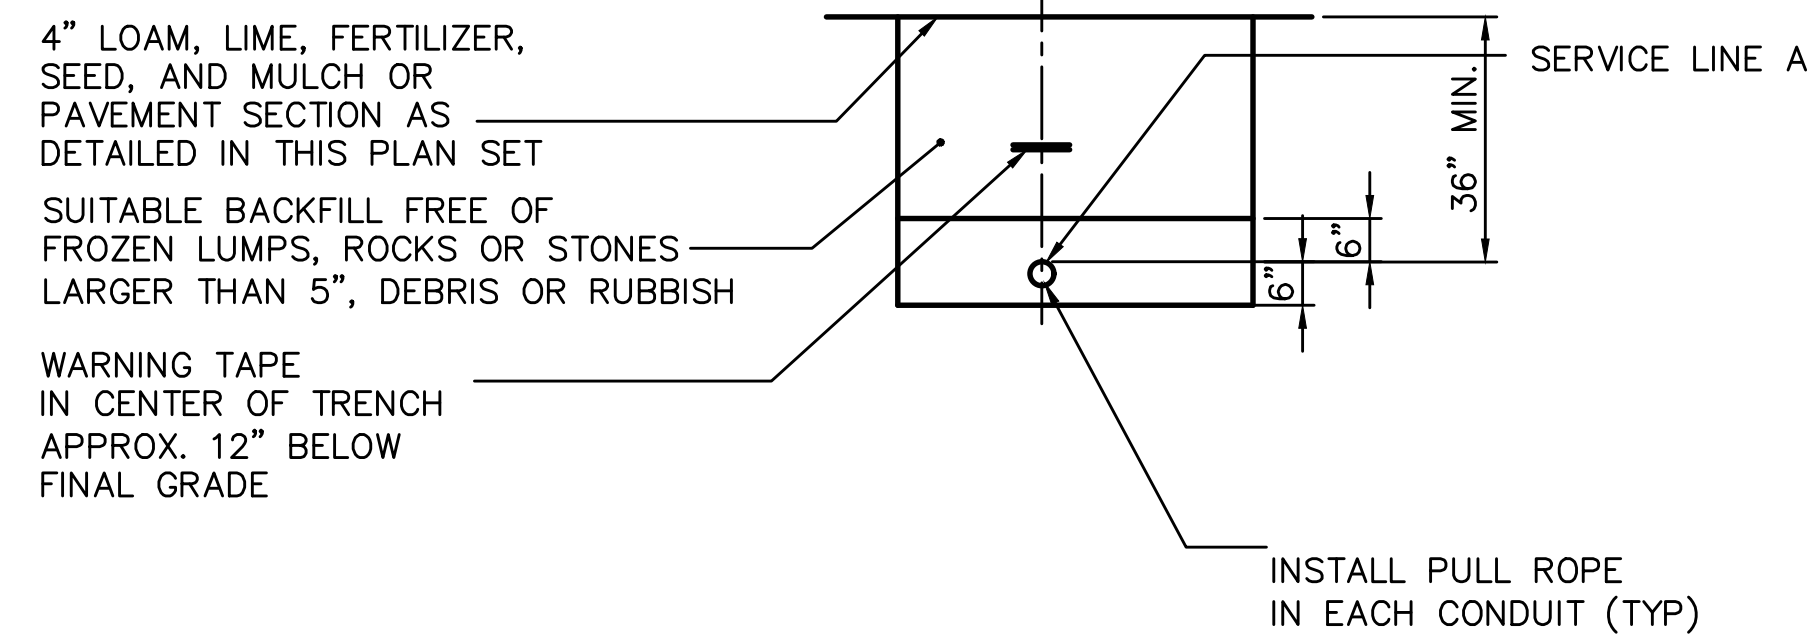 4” LOAM, LIME, FERTILIZER,
SEED, AND MULCH OR
PAVEMENT SECTION AS
DETAILED IN THIS PLAN SET
SUITABLE BACKFILL FREE OF
FROZEN LUMPS, ROCKS OR STONES
LARGER THAN 5”, DEBRIS OR RUBBISH
WARNING TAPE
IN CENTER OF TRENCH
APPROX. 12” BELOW
FINAL GRADE
SERVICE LINE A
36” MIN.
6”
6”
INSTALL PULL ROPE
IN EACH CONDUIT (TYP)